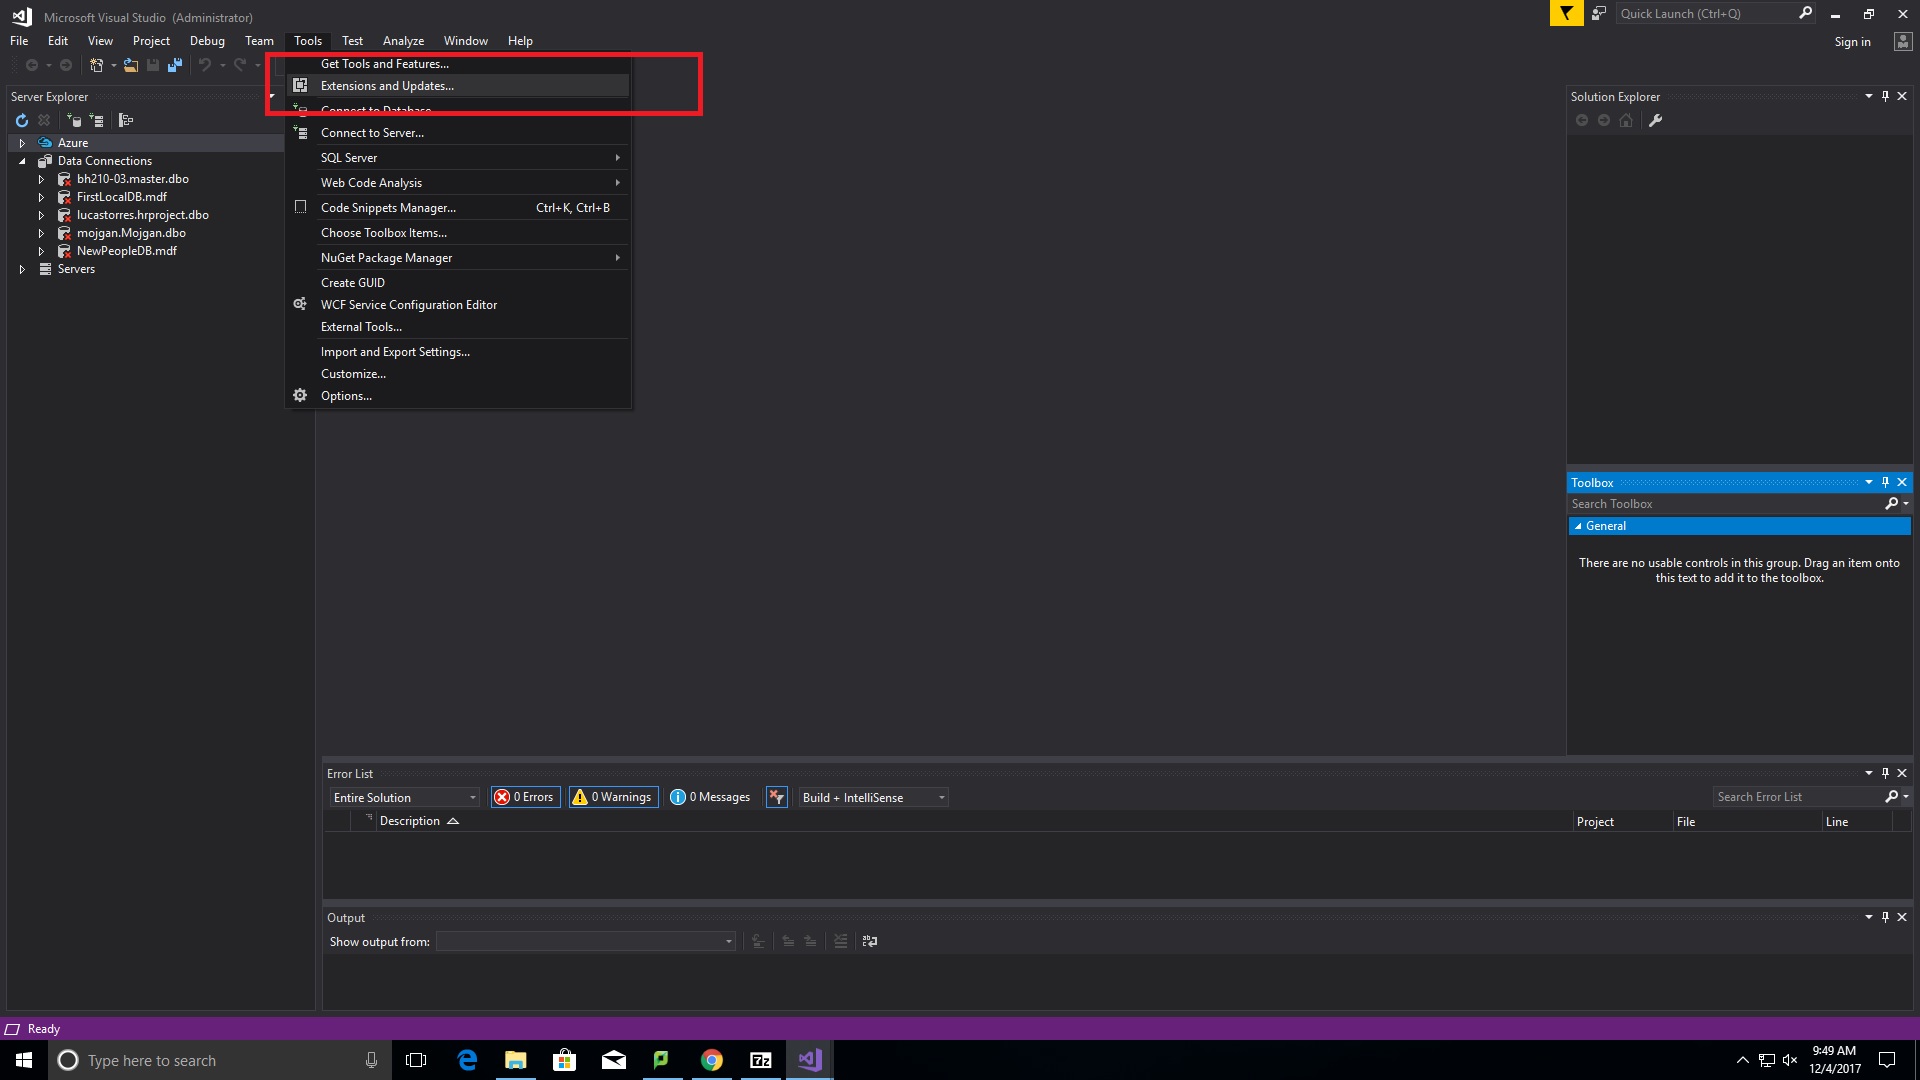 Microsoft Visual Studio (Administrator)
Quick Launch (Ctrl+Q)
File Edit View Project Debug Team Tools Test Analyze Window Help
Sign in
Get Tools and Features...
Extensions and Updates...
Connect to Database...
Connect to Server...
SQL Server
Web Code Analysis
Code Snippets Manager... Ctrl+K, Ctrl+B
Choose Toolbox Items...
NuGet Package Manager
Create GUID
WCF Service Configuration Editor
External Tools...
Import and Export Settings...
Customize...
Options...
Server Explorer
Azure
Data Connections
bh210-03.master.dbo
FirstLocalDB.mdf
lucastorres.hrproject.dbo
mojgan.Mojgan.dbo
NewPeopleDB.mdf
Servers
Solution Explorer
Toolbox
Search Toolbox
General
There are no usable controls in this group. Drag an item onto
this text to add it to the toolbox.
Error List
Entire Solution 0 Errors 0 Warnings 0 Messages Build + IntelliSense Search Error List
Description Project File Line
Output
Show output from:
Ready
Type here to search
7z
9:49 AM
12/4/2017